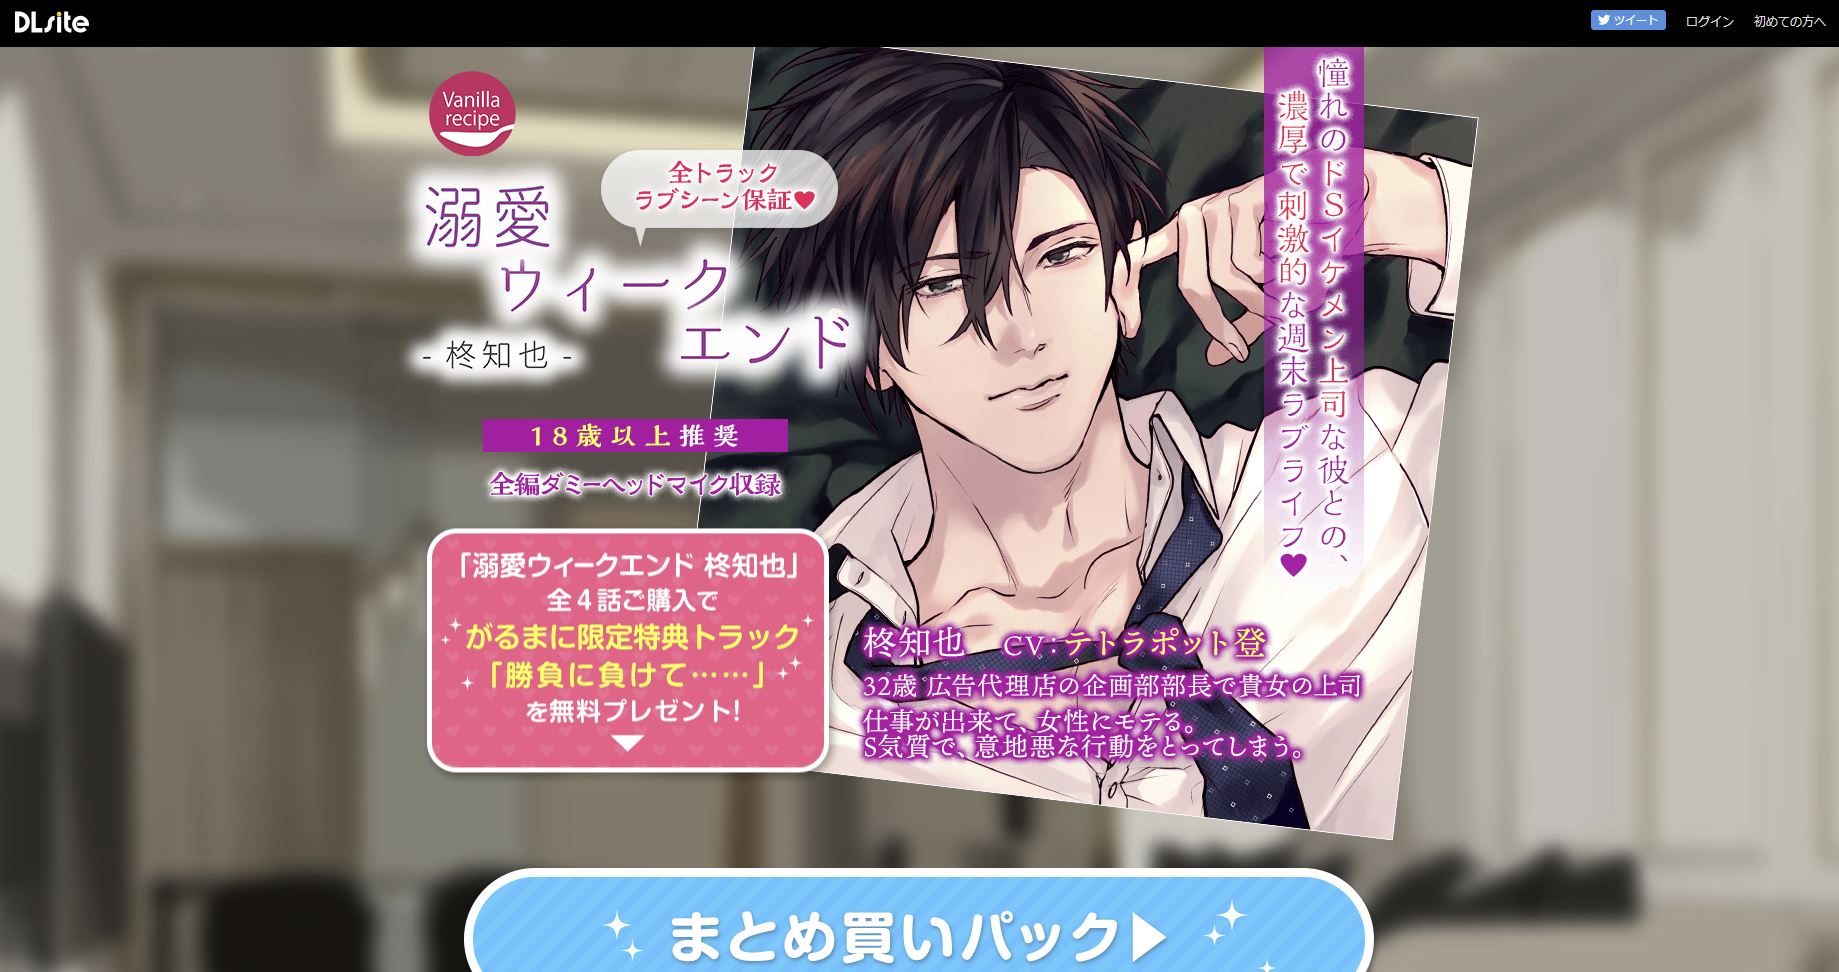 DLsite
ツイート
ログイン
初めての方へ
Vanilla
recipe
全トラック
ラブシーン保証♥
溺愛
ウィーク
エンド
- 柊知也 -
18歳以上推奨
全編ダミーヘッドマイク収録
憧れのドSイケメン上司な彼との、
濃厚で刺激的な週末ラブライフ♥
「溺愛ウィークエンド 柊知也」
全4話ご購入で
がるまに限定特典トラック
「勝負に負けて……」
を無料プレゼント!
柊知也 CV:テトラポット登
32歳 広告代理店の企画部部長で貴女の上司
仕事が出来て、女性にモテる。
S気質で、意地悪な行動をとってしまう。
まとめ買いパック▶